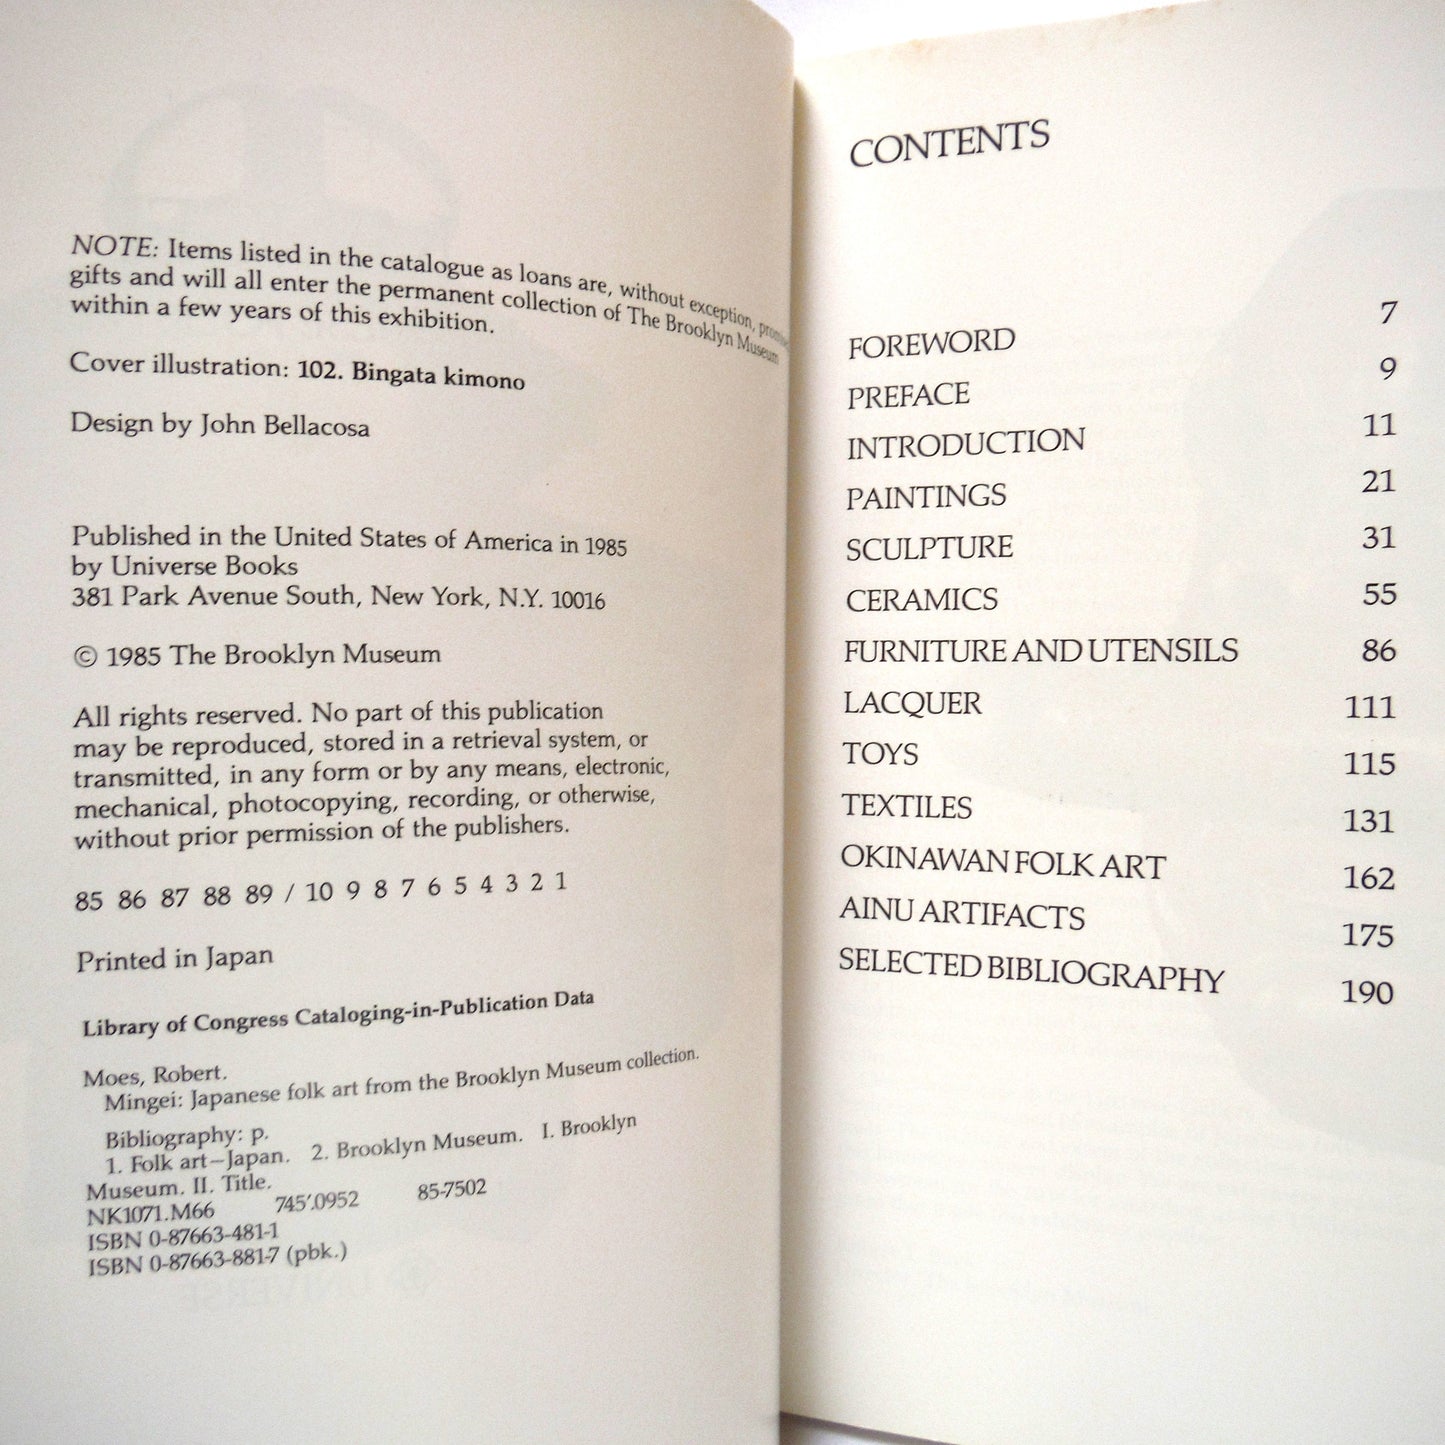 NOTE: Items listed in the catalogue as loans are, without exception,
gifts and will all enter the permanent collection of The Brooklyn Museum
within a few years of this exhibition.
Cover illustration: 102. Bingata kimono
Design by John Bellacosa
Published in the United States of America in 1985
by Universe Books
381 Park Avenue South, New York, N.Y. 10016
© 1985 The Brooklyn Museum
All rights reserved. No part of this publication
may be reproduced, stored in a retrieval system, or
transmitted, in any form or by any means, electronic,
mechanical, photocopying, recording, or otherwise,
without prior permission of the publishers.
85 86 87 88 89 / 10 9 8 7 6 5 4 3 2 1
Printed in Japan
Library of Congress Cataloging-in-Publication Data
Moes, Robert.
Mingei: Japanese folk art from the Brooklyn Museum collection.
Bibliography: p.
1. Folk art—Japan. 2. Brooklyn Museum. I. Brooklyn
Museum. II. Title.
NK1071.M66 745′.0952 85-7502
ISBN 0-87663-481-1
ISBN 0-87663-881-7 (pbk.)
CONTENTS
FOREWORD 7
PREFACE 9
INTRODUCTION 11
PAINTINGS 21
SCULPTURE 31
CERAMICS 55
FURNITURE AND UTENSILS 86
LACQUER 111
TOYS 115
TEXTILES 131
OKINAWAN FOLK ART 162
AINU ARTIFACTS 175
SELECTED BIBLIOGRAPHY 190